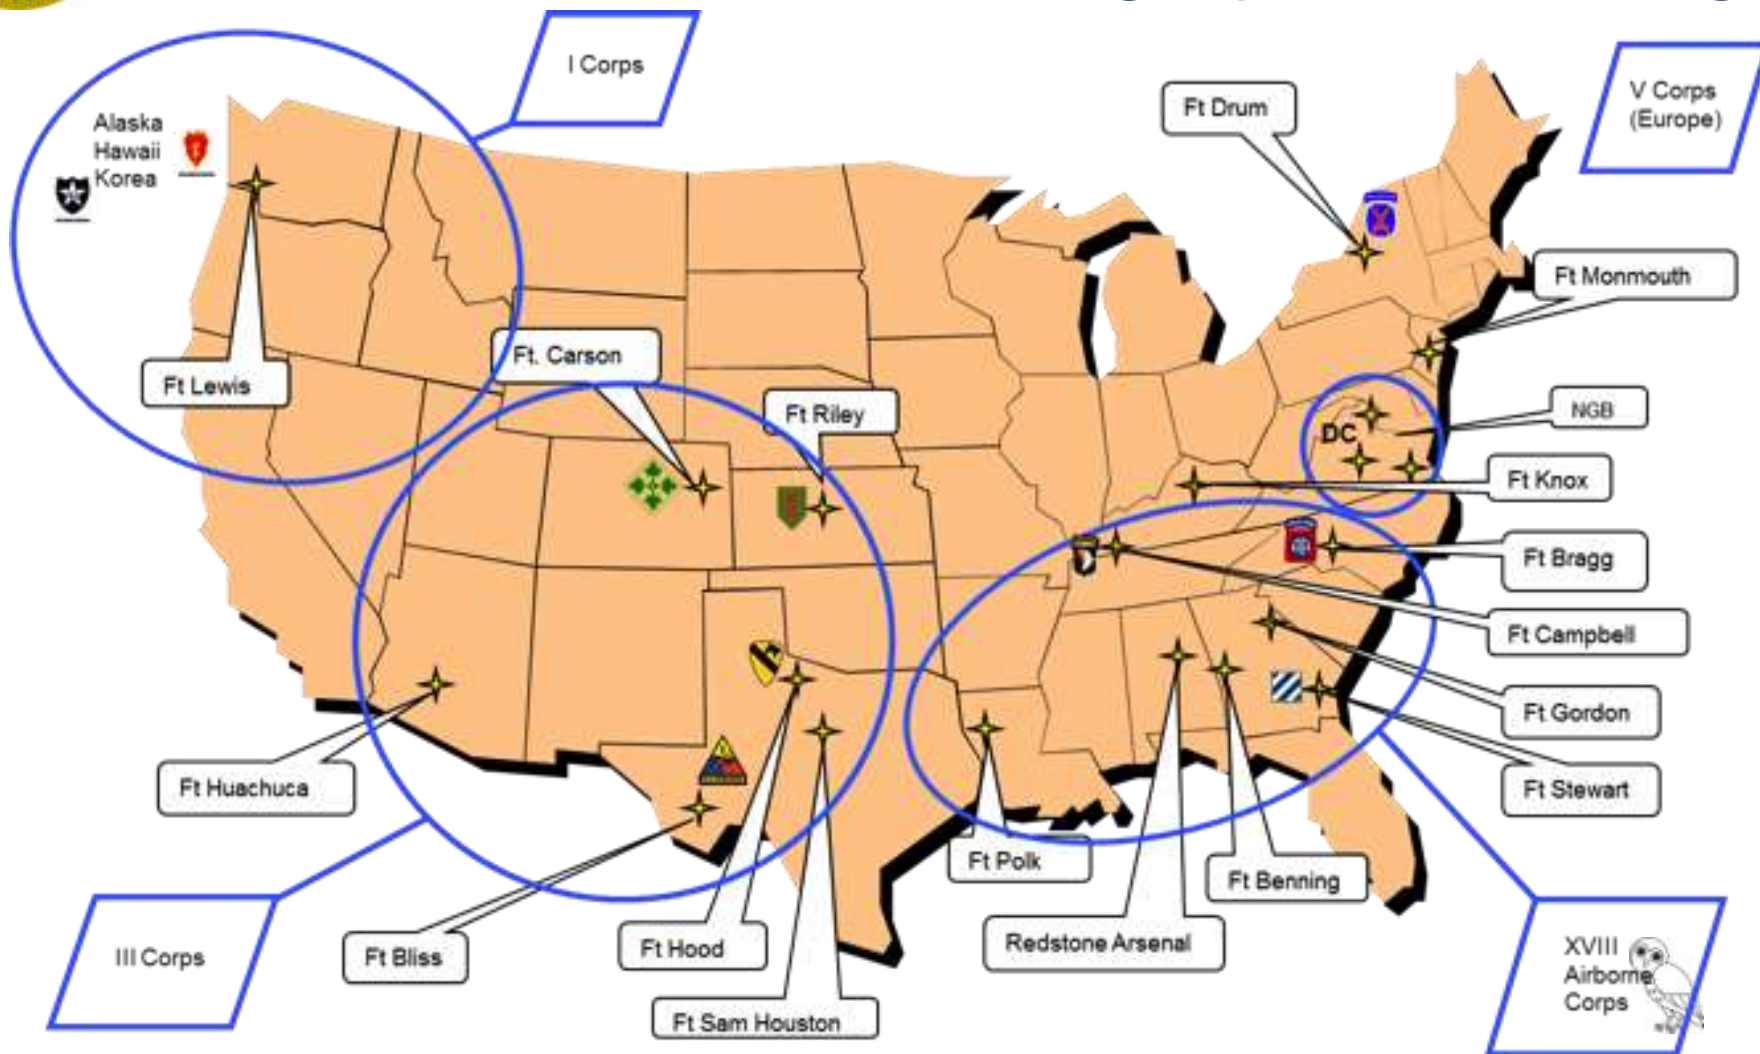 I Corps
V Corps
(Europe)
Ft Drum
Alaska
Hawaii
Korea
Ft Monmouth
Ft. Carson
Ft Lewis
Ft Riley
NGB
DC
Ft Knox
Ft Bragg
Ft Campbell
Ft Gordon
Ft Huachuca
Ft Stewart
Ft Polk
Ft Benning
Redstone Arsenal
Ft Hood
III Corps
Ft Bliss
XVIII
Airborne
Corps
Ft Sam Houston